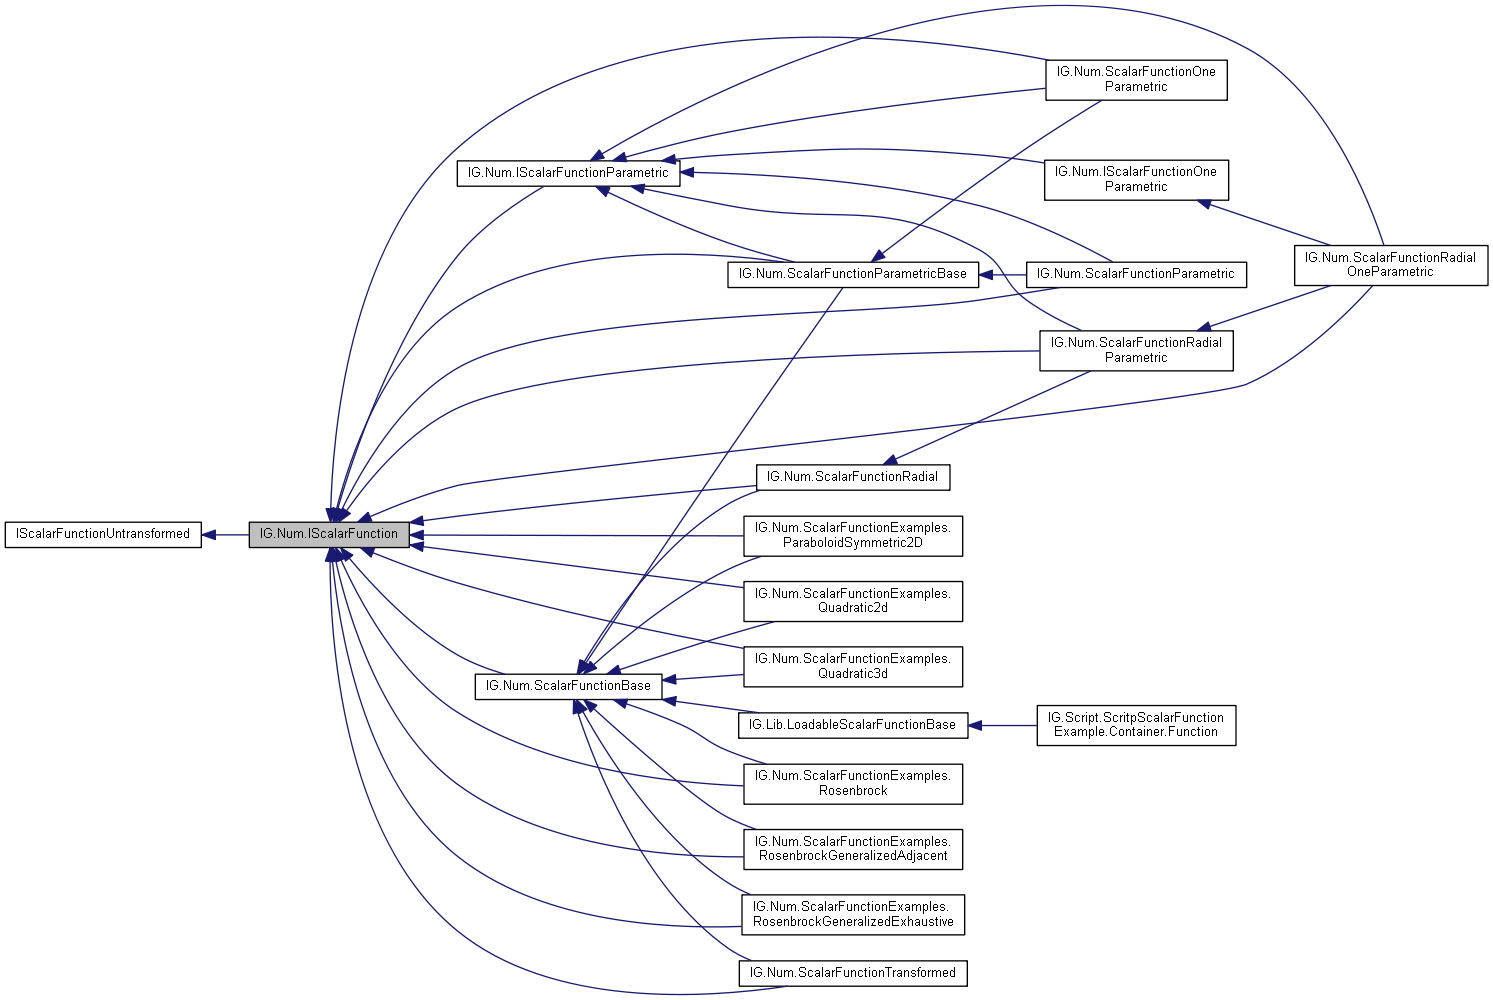 IG.Num.ScalarFunctionOne
Parametric
IG.Num.IScalarFunctionParametric
IG.Num.IScalarFunctionOne
Parametric
IG.Num.ScalarFunctionRadial
OneParametric
IG.Num.ScalarFunctionParametricBase
IG.Num.ScalarFunctionParametric
IG.Num.ScalarFunctionRadial
Parametric
IG.Num.ScalarFunctionRadial
IScalarFunctionUntransformed
IG.Num.IScalarFunction
IG.Num.ScalarFunctionExamples.
ParaboloidSymmetric2D
IG.Num.ScalarFunctionExamples.
Quadratic2d
IG.Num.ScalarFunctionExamples.
Quadratic3d
IG.Num.ScalarFunctionBase
IG.Lib.LoadableScalarFunctionBase
IG.Script.ScritpScalarFunction
Example.Container.Function
IG.Num.ScalarFunctionExamples.
Rosenbrock
IG.Num.ScalarFunctionExamples.
RosenbrockGeneralizedAdjacent
IG.Num.ScalarFunctionExamples.
RosenbrockGeneralizedExhaustive
IG.Num.ScalarFunctionTransformed